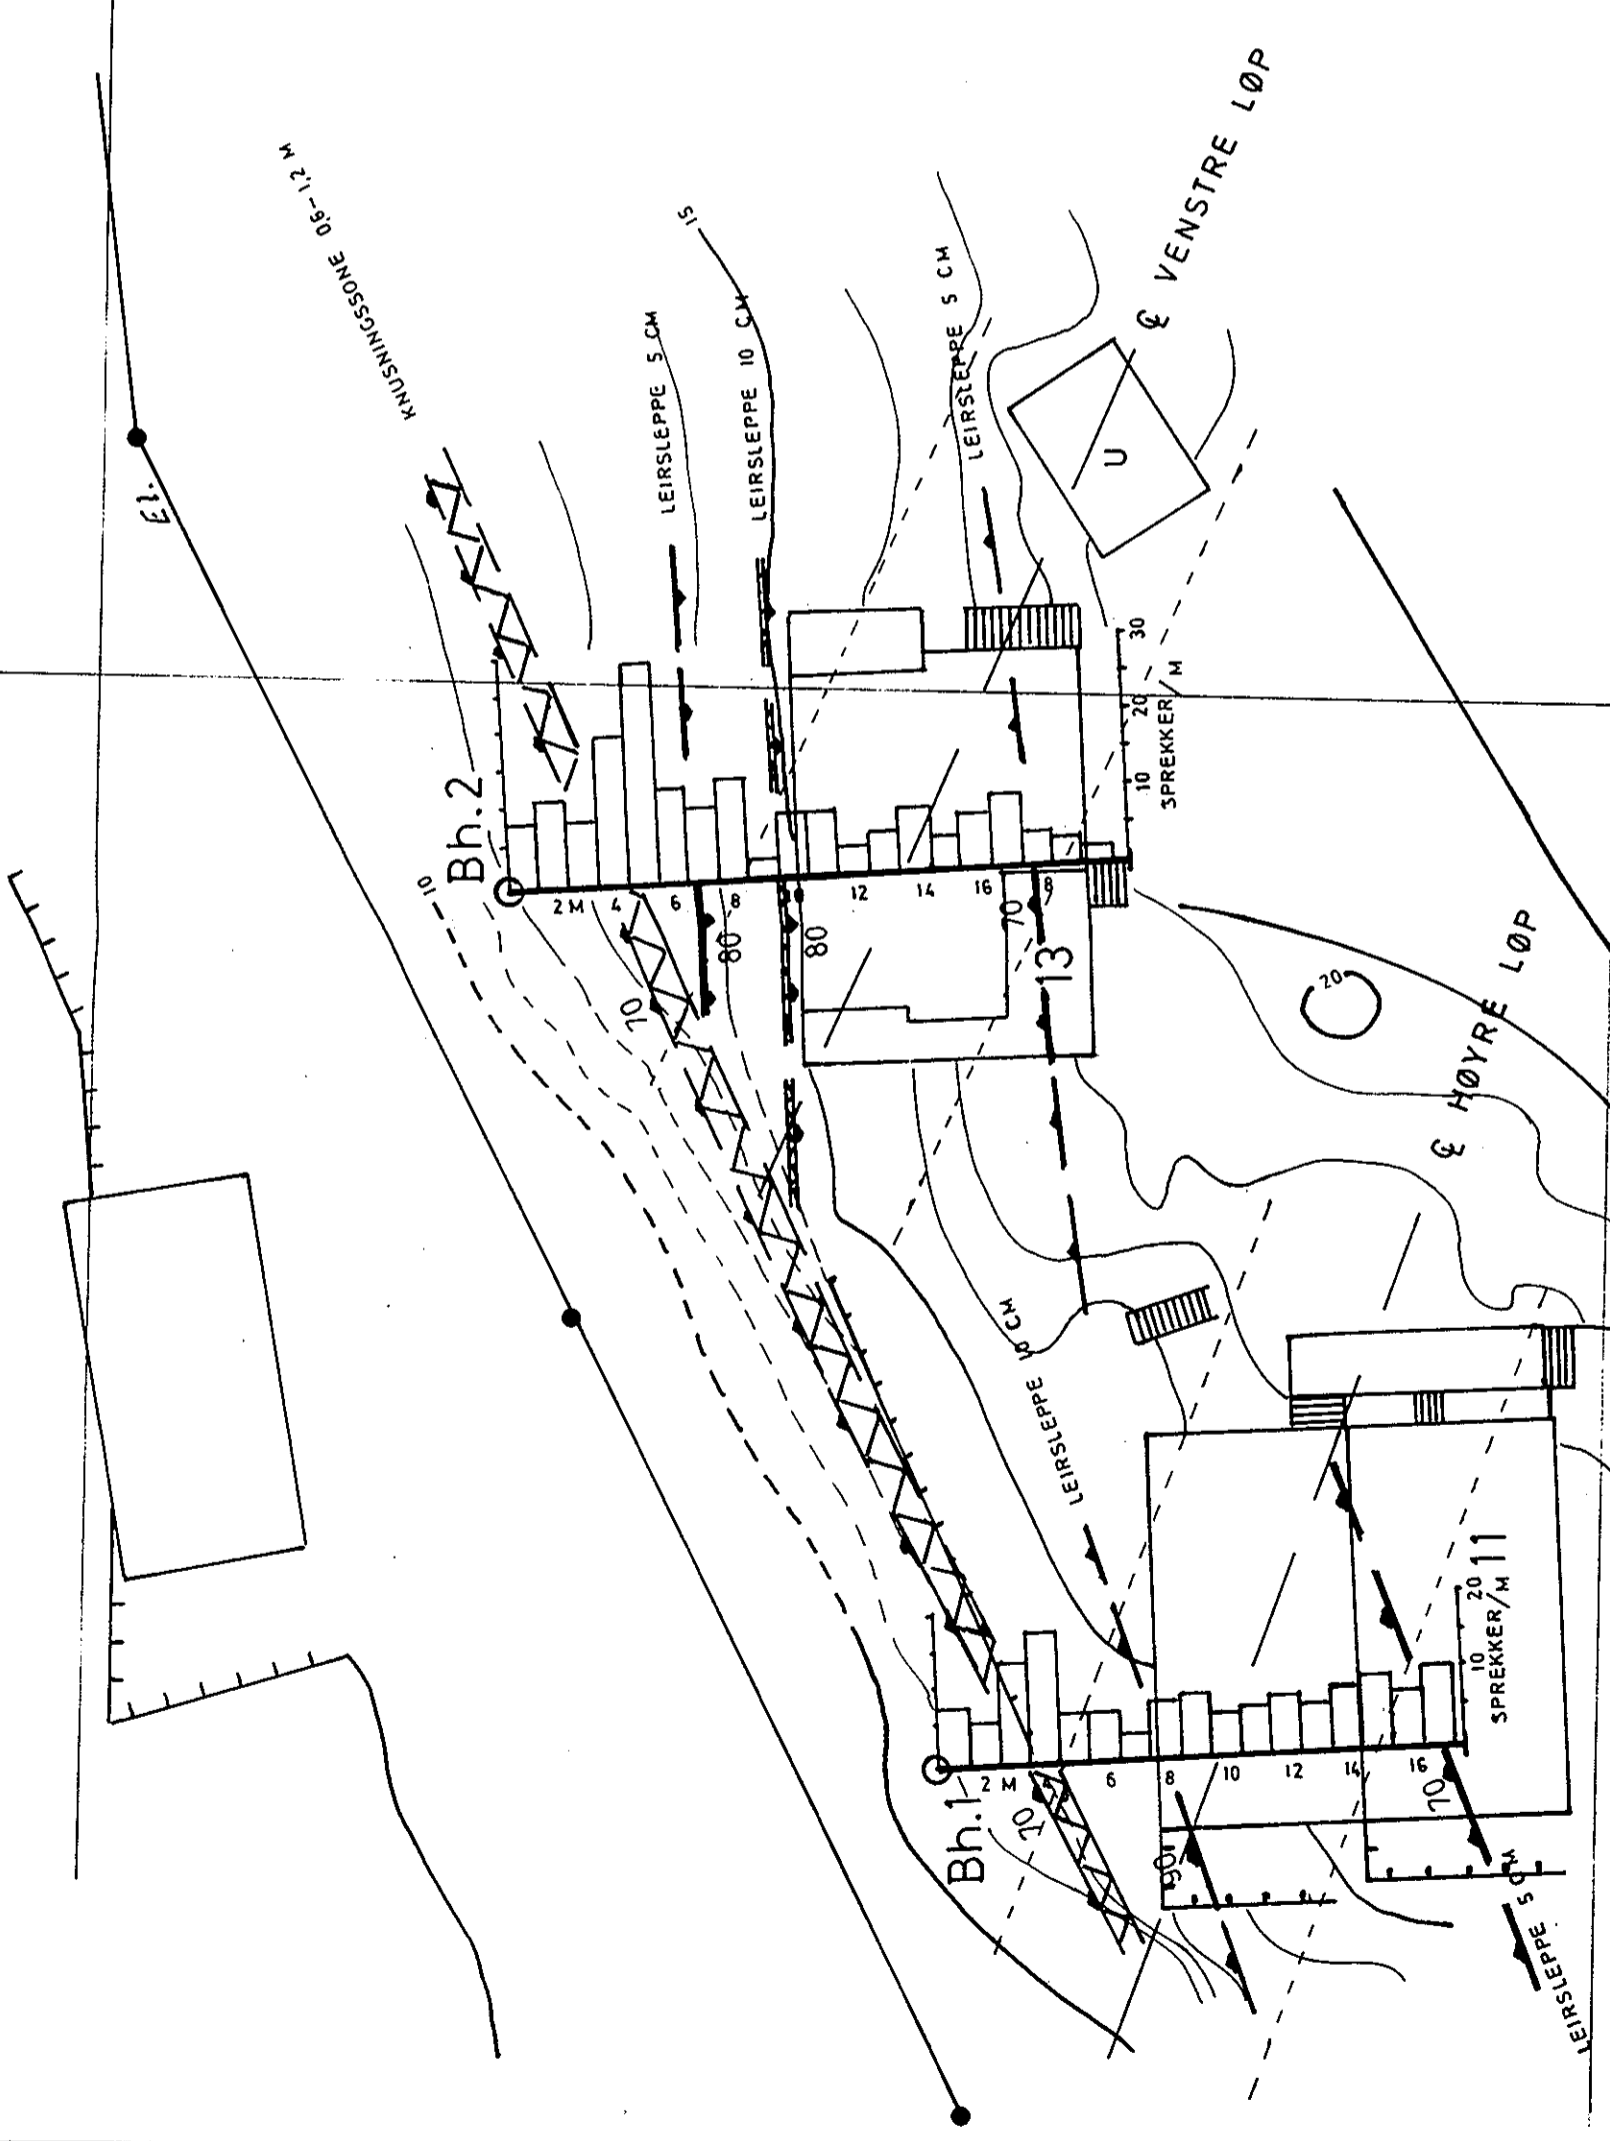 KNUSNINGSSONE 0,6-1,2 M
15
LEIRSLEPPE 5 CM
LEIRSLEPPE 10 CM
LEIRSLEPPE 5 CM
℄ VENSTRE LØP
El.
U
Bh.2
10
2 M 4 6 8 12 14 16 8
10 20 30
SPREKKER/M
70
80
80
70
13
20
℄ HØYRE LØP
LEIRSLEPPE 10 CM
Bh.1
2 M 4 6 8 10 12 14 16
10 20
SPREKKER/M
11
70
90
70
LEIRSLEPPE 5 CM